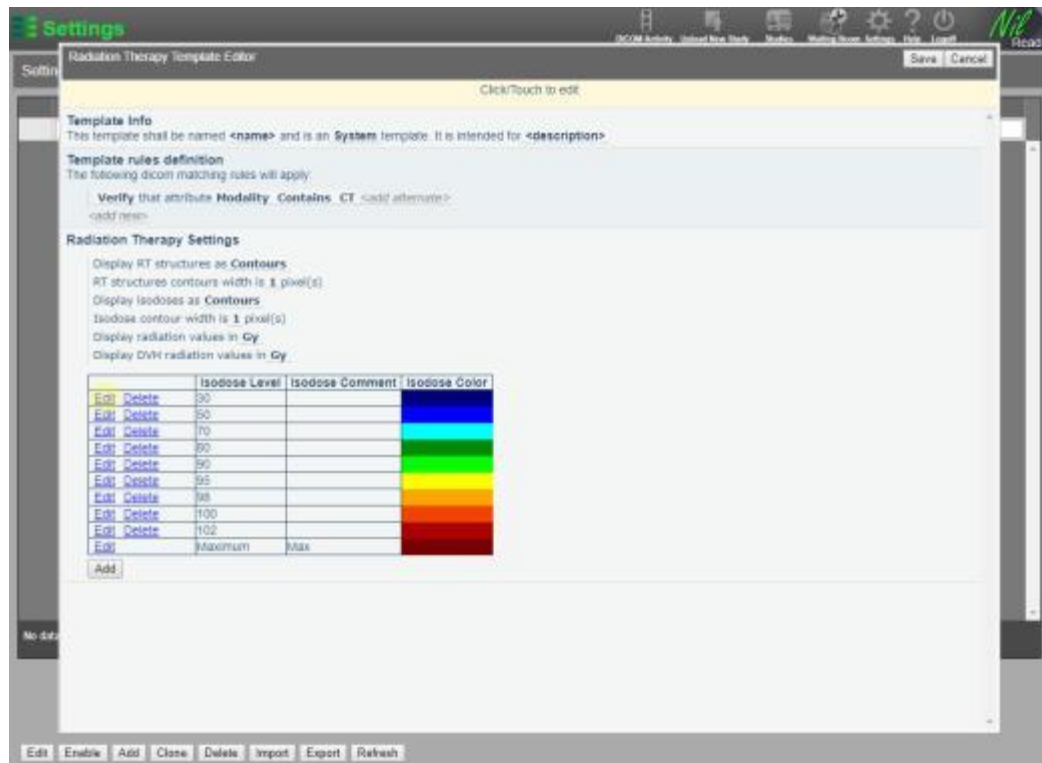 Settings
DICOM Activity Upload New Study Studies Waiting Room Settings Help Logoff
Nil
Read
Settin
Radiation Therapy Template Editor
Save Cancel
Click/Touch to edit
Template Info
This template shall be named <name> and is an System template. It is intended for <description>
Template rules definition
The following dicom matching rules will apply
Verify that attribute Modality Contains CT <add alternate>
<add new>
Radiation Therapy Settings
Display RT structures as Contours
RT structures contours width is 1 pixel(s)
Display isodoses as Contours
Isodose contour width is 1 pixel(s)
Display radiation values in Gy
Display DVH radiation values in Gy
Isodose Level Isodose Comment Isodose Color
Edit Delete 30
Edit Delete 50
Edit Delete 70
Edit Delete 80
Edit Delete 90
Edit Delete 95
Edit Delete 98
Edit Delete 100
Edit Delete 102
Edit Maximum Max
Add
No data
Edit Enable Add Clone Delete Import Export Refresh